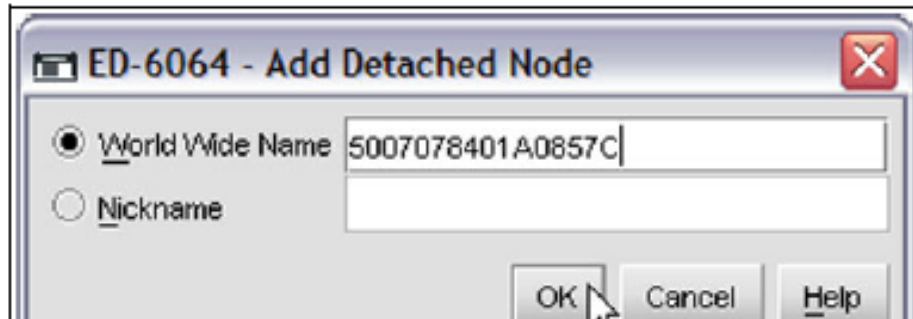 ED-6064 - Add Detached Node
World Wide Name 5007078401A0857C
Nickname
OK Cancel Help